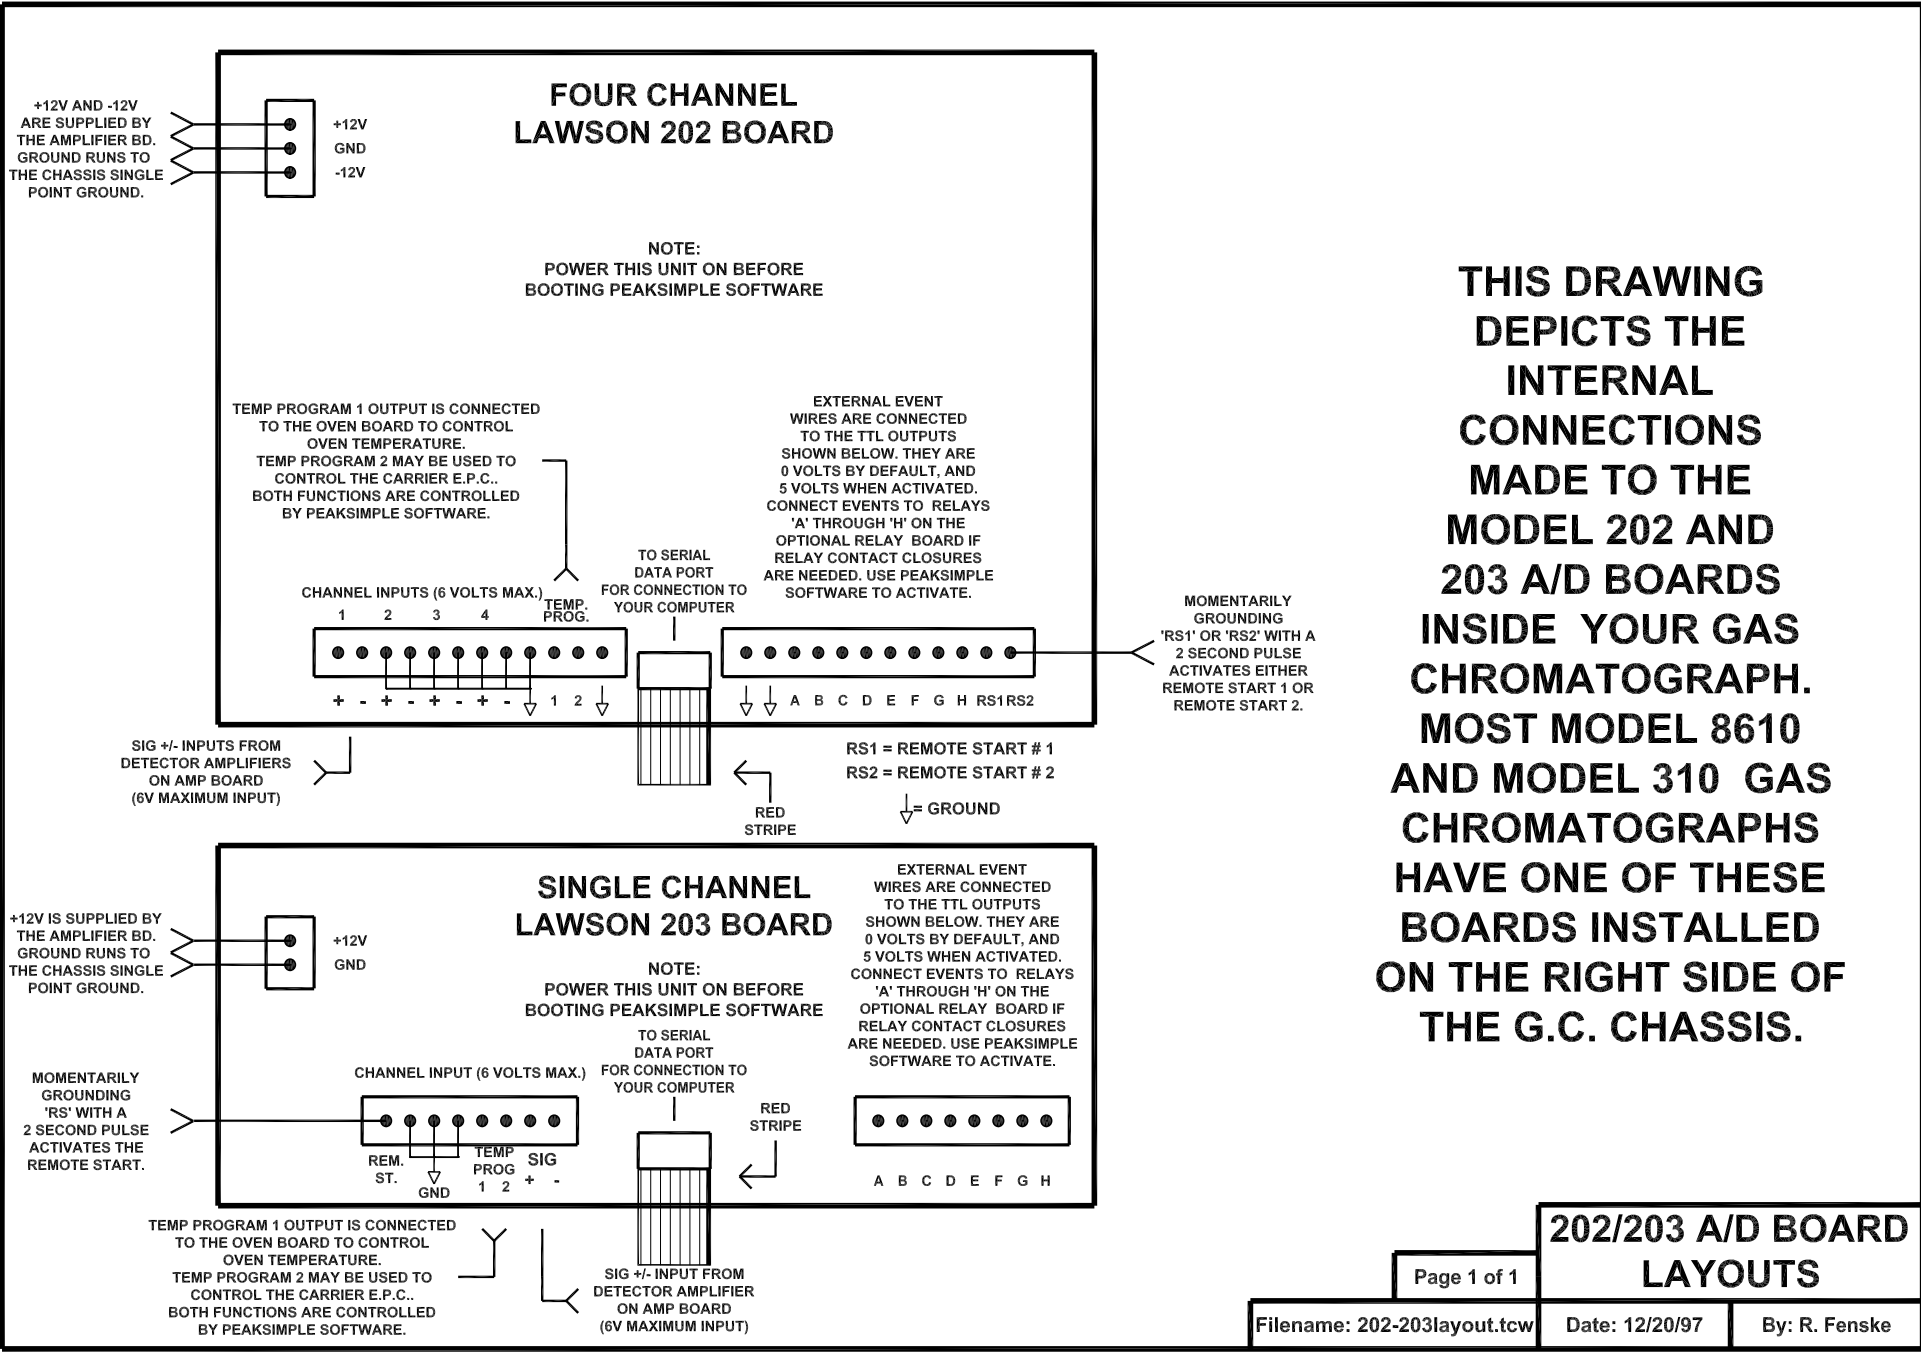 FOUR CHANNEL
LAWSON 202 BOARD
+12V AND -12V
ARE SUPPLIED BY
THE AMPLIFIER BD.
GROUND RUNS TO
THE CHASSIS SINGLE
POINT GROUND.
+12V
GND
-12V
NOTE:
POWER THIS UNIT ON BEFORE
BOOTING PEAKSIMPLE SOFTWARE
TEMP PROGRAM 1 OUTPUT IS CONNECTED
TO THE OVEN BOARD TO CONTROL
OVEN TEMPERATURE.
TEMP PROGRAM 2 MAY BE USED TO
CONTROL THE CARRIER E.P.C..
BOTH FUNCTIONS ARE CONTROLLED
BY PEAKSIMPLE SOFTWARE.
EXTERNAL EVENT
WIRES ARE CONNECTED
TO THE TTL OUTPUTS
SHOWN BELOW. THEY ARE
0 VOLTS BY DEFAULT, AND
5 VOLTS WHEN ACTIVATED.
CONNECT EVENTS TO RELAYS
'A' THROUGH 'H' ON THE
OPTIONAL RELAY BOARD IF
RELAY CONTACT CLOSURES
ARE NEEDED. USE PEAKSIMPLE
SOFTWARE TO ACTIVATE.
TO SERIAL
DATA PORT
FOR CONNECTION TO
YOUR COMPUTER
CHANNEL INPUTS (6 VOLTS MAX.)
1 2 3 4
TEMP.
PROG.
+ - + - + - + - 1 2
A B C D E F G H RS1 RS2
MOMENTARILY
GROUNDING
'RS1' OR 'RS2' WITH A
2 SECOND PULSE
ACTIVATES EITHER
REMOTE START 1 OR
REMOTE START 2.
SIG +/- INPUTS FROM
DETECTOR AMPLIFIERS
ON AMP BOARD
(6V MAXIMUM INPUT)
RED
STRIPE
RS1 = REMOTE START # 1
RS2 = REMOTE START # 2
= GROUND
SINGLE CHANNEL
LAWSON 203 BOARD
+12V IS SUPPLIED BY
THE AMPLIFIER BD.
GROUND RUNS TO
THE CHASSIS SINGLE
POINT GROUND.
+12V
GND
NOTE:
POWER THIS UNIT ON BEFORE
BOOTING PEAKSIMPLE SOFTWARE
TO SERIAL
DATA PORT
FOR CONNECTION TO
YOUR COMPUTER
EXTERNAL EVENT
WIRES ARE CONNECTED
TO THE TTL OUTPUTS
SHOWN BELOW. THEY ARE
0 VOLTS BY DEFAULT, AND
5 VOLTS WHEN ACTIVATED.
CONNECT EVENTS TO RELAYS
'A' THROUGH 'H' ON THE
OPTIONAL RELAY BOARD IF
RELAY CONTACT CLOSURES
ARE NEEDED. USE PEAKSIMPLE
SOFTWARE TO ACTIVATE.
MOMENTARILY
GROUNDING
'RS' WITH A
2 SECOND PULSE
ACTIVATES THE
REMOTE START.
CHANNEL INPUT (6 VOLTS MAX.)
RED
STRIPE
REM.
ST.
GND
TEMP
PROG
1 2
SIG
+ -
A B C D E F G H
TEMP PROGRAM 1 OUTPUT IS CONNECTED
TO THE OVEN BOARD TO CONTROL
OVEN TEMPERATURE.
TEMP PROGRAM 2 MAY BE USED TO
CONTROL THE CARRIER E.P.C..
BOTH FUNCTIONS ARE CONTROLLED
BY PEAKSIMPLE SOFTWARE.
SIG +/- INPUT FROM
DETECTOR AMPLIFIER
ON AMP BOARD
(6V MAXIMUM INPUT)
THIS DRAWING
DEPICTS THE
INTERNAL
CONNECTIONS
MADE TO THE
MODEL 202 AND
203 A/D BOARDS
INSIDE YOUR GAS
CHROMATOGRAPH.
MOST MODEL 8610
AND MODEL 310 GAS
CHROMATOGRAPHS
HAVE ONE OF THESE
BOARDS INSTALLED
ON THE RIGHT SIDE OF
THE G.C. CHASSIS.
202/203 A/D BOARD
LAYOUTS
Page 1 of 1
Filename: 202-203layout.tcw
Date: 12/20/97
By: R. Fenske